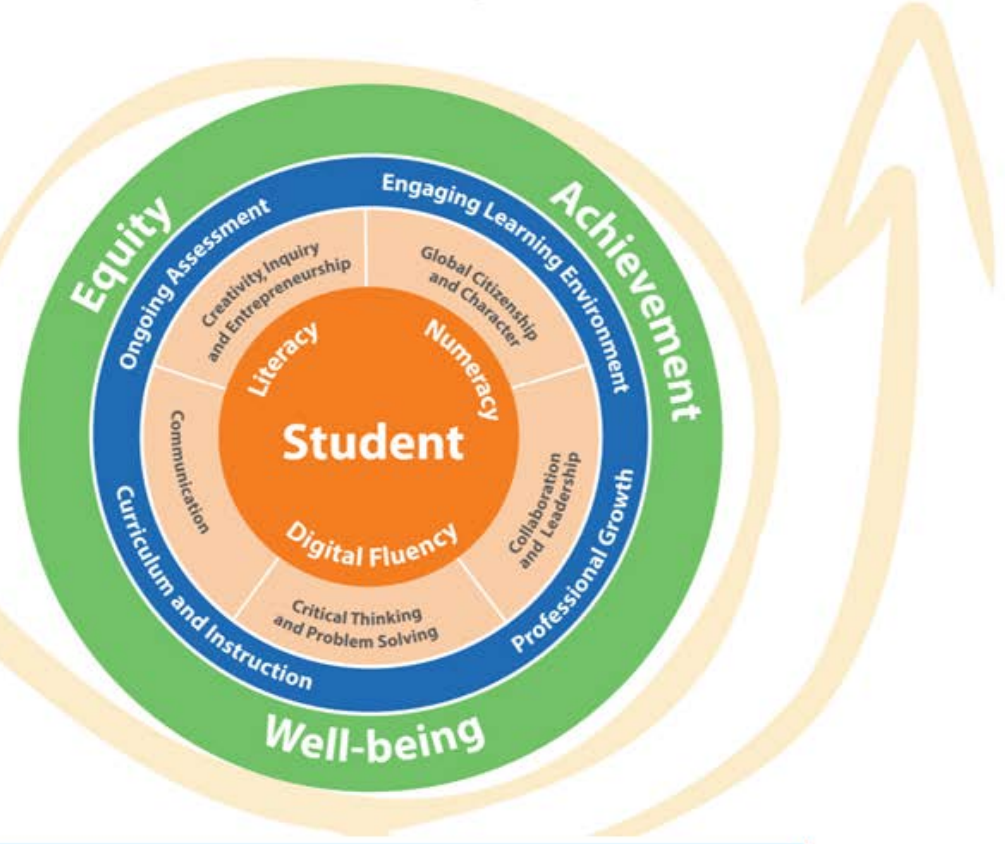 Equity
Achievement
Well-being
Ongoing Assessment
Engaging Learning Environment
Professional Growth
Curriculum and Instruction
Creativity, Inquiry
and Entrepreneurship
Global Citizenship
and Character
Collaboration
and Leadership
Critical Thinking
and Problem Solving
Communication
Literacy
Numeracy
Student
Digital Fluency